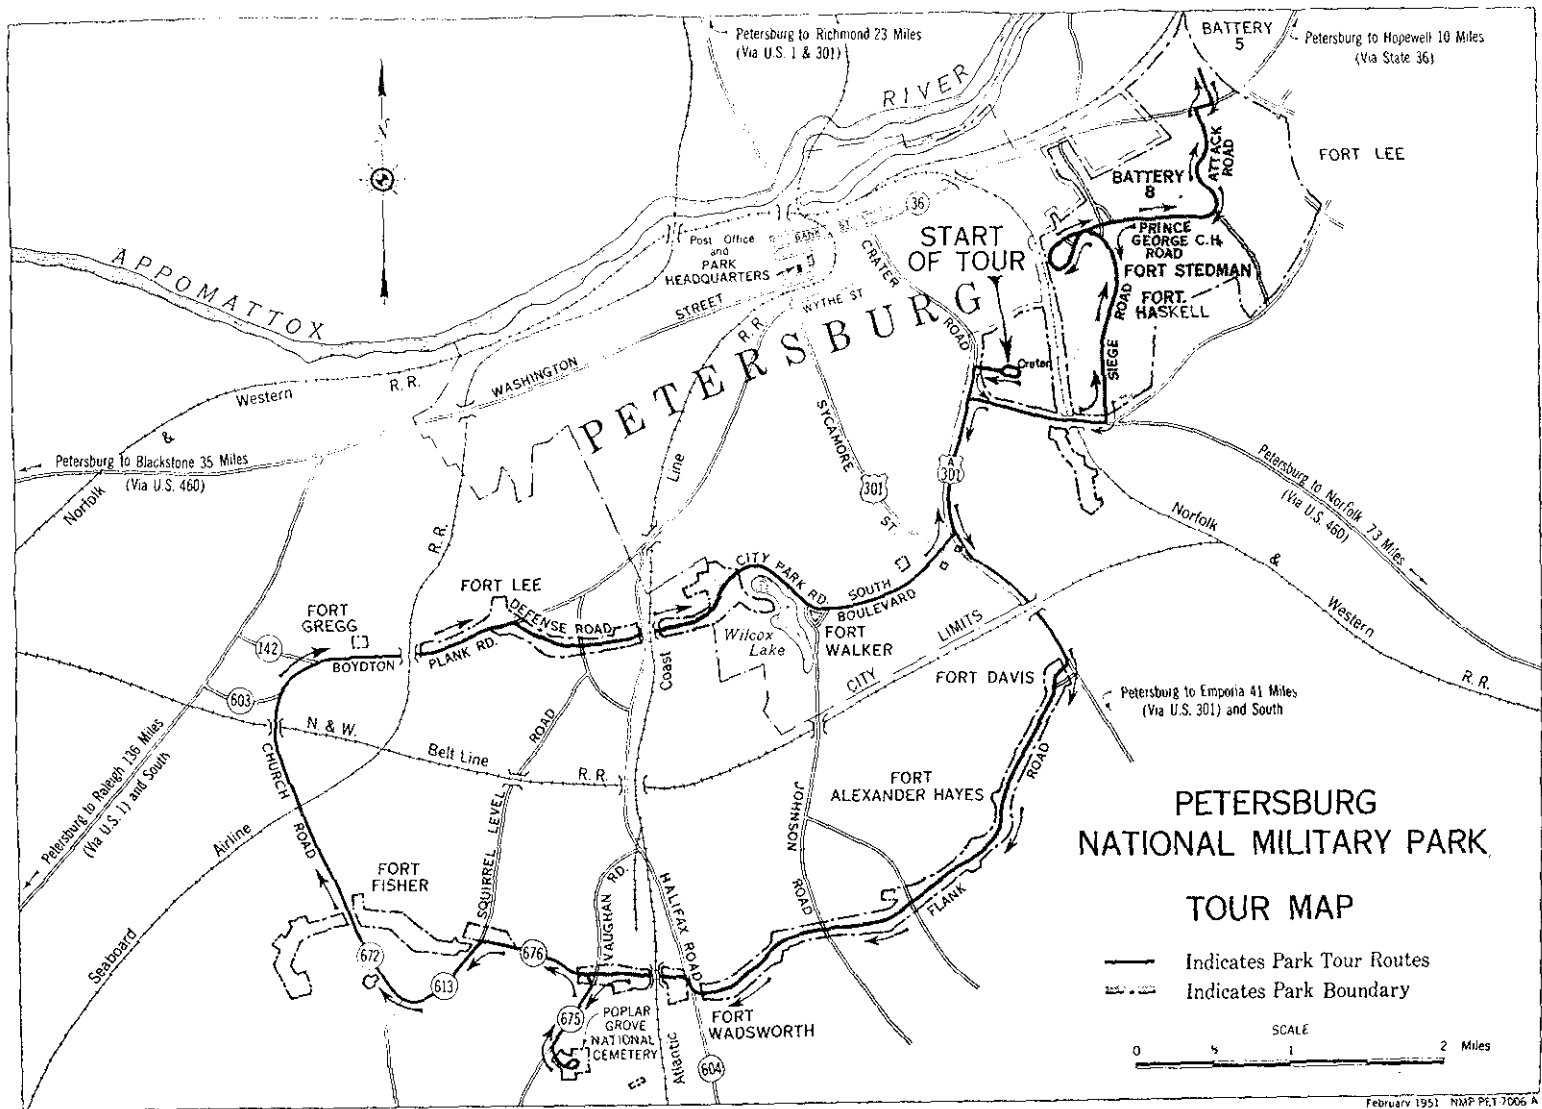 Petersburg to Richmond 23 Miles
(Via U.S. 1 & 301)
BATTERY
5
Petersburg to Hopewell 10 Miles
(Via State 36)
RIVER
N
FORT LEE
ATTACK
ROAD
BATTERY
8
36
BANK ST.
PRINCE
GEORGE C.H.
ROAD
START
OF TOUR
Post Office
and
PARK
HEADQUARTERS
CRATER
ROAD
FORT STEDMAN
APPOMATTOX
FORT
HASKELL
STREET
WYTHE ST
R.R.
PETERSBURG
SIEGE
ROAD
Crater
WASHINGTON
R.R.
Western
&
Norfolk
SYCAMORE
ST
301
A
301
Petersburg to Blackstone 35 Miles
(Via U.S. 460)
Line
Petersburg to Norfolk 73 Miles
(Via U.S. 460)
Norfolk
&
Western
R.R.
R.R.
CITY PARK RD.
FORT LEE
SOUTH
BOULEVARD
FORT
GREGG
DEFENSE ROAD
142
BOYDTON
PLANK RD.
Wilcox
Lake
FORT
WALKER
CITY
LIMITS
Coast
603
FORT DAVIS
Petersburg to Emporia 41 Miles
(Via U.S. 301) and South
N. & W.
Belt Line
R.R.
ROAD
Petersburg to Raleigh 136 Miles
(Via U.S. 1) and South
CHURCH
ROAD
SQUIRREL LEVEL
ROAD
FORT
ALEXANDER HAYES
JOHNSON
ROAD
PETERSBURG
NATIONAL MILITARY PARK
Airline
FORT
FISHER
VAUGHAN
RD.
HALIFAX ROAD
FLANK
TOUR MAP
Seaboard
672
676
613
Indicates Park Tour Routes
Indicates Park Boundary
675
POPLAR
GROVE
NATIONAL
CEMETERY
FORT
WADSWORTH
SCALE
Atlantic
604
0
1
2 Miles
February 1951 NMP PET 7006 A